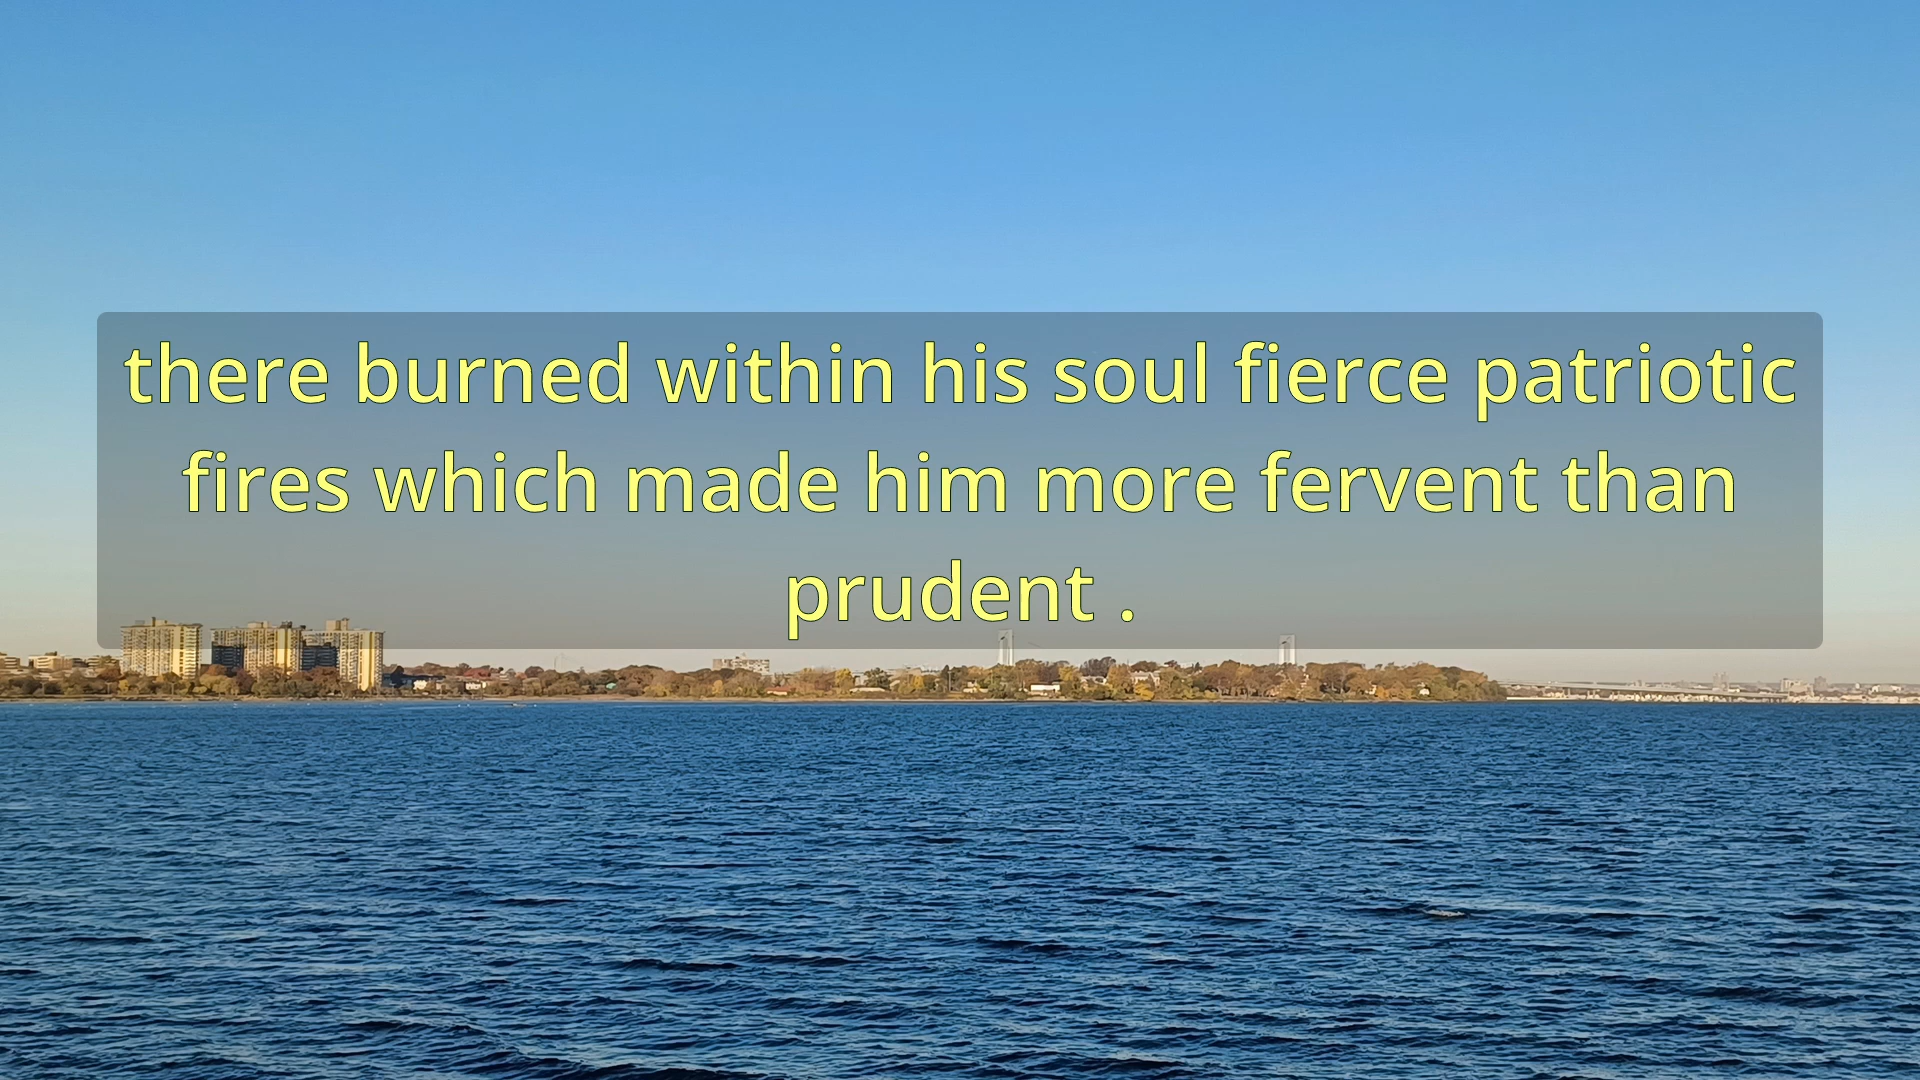 there burned within his soul fierce patriotic
fires which made him more fervent than
prudent .